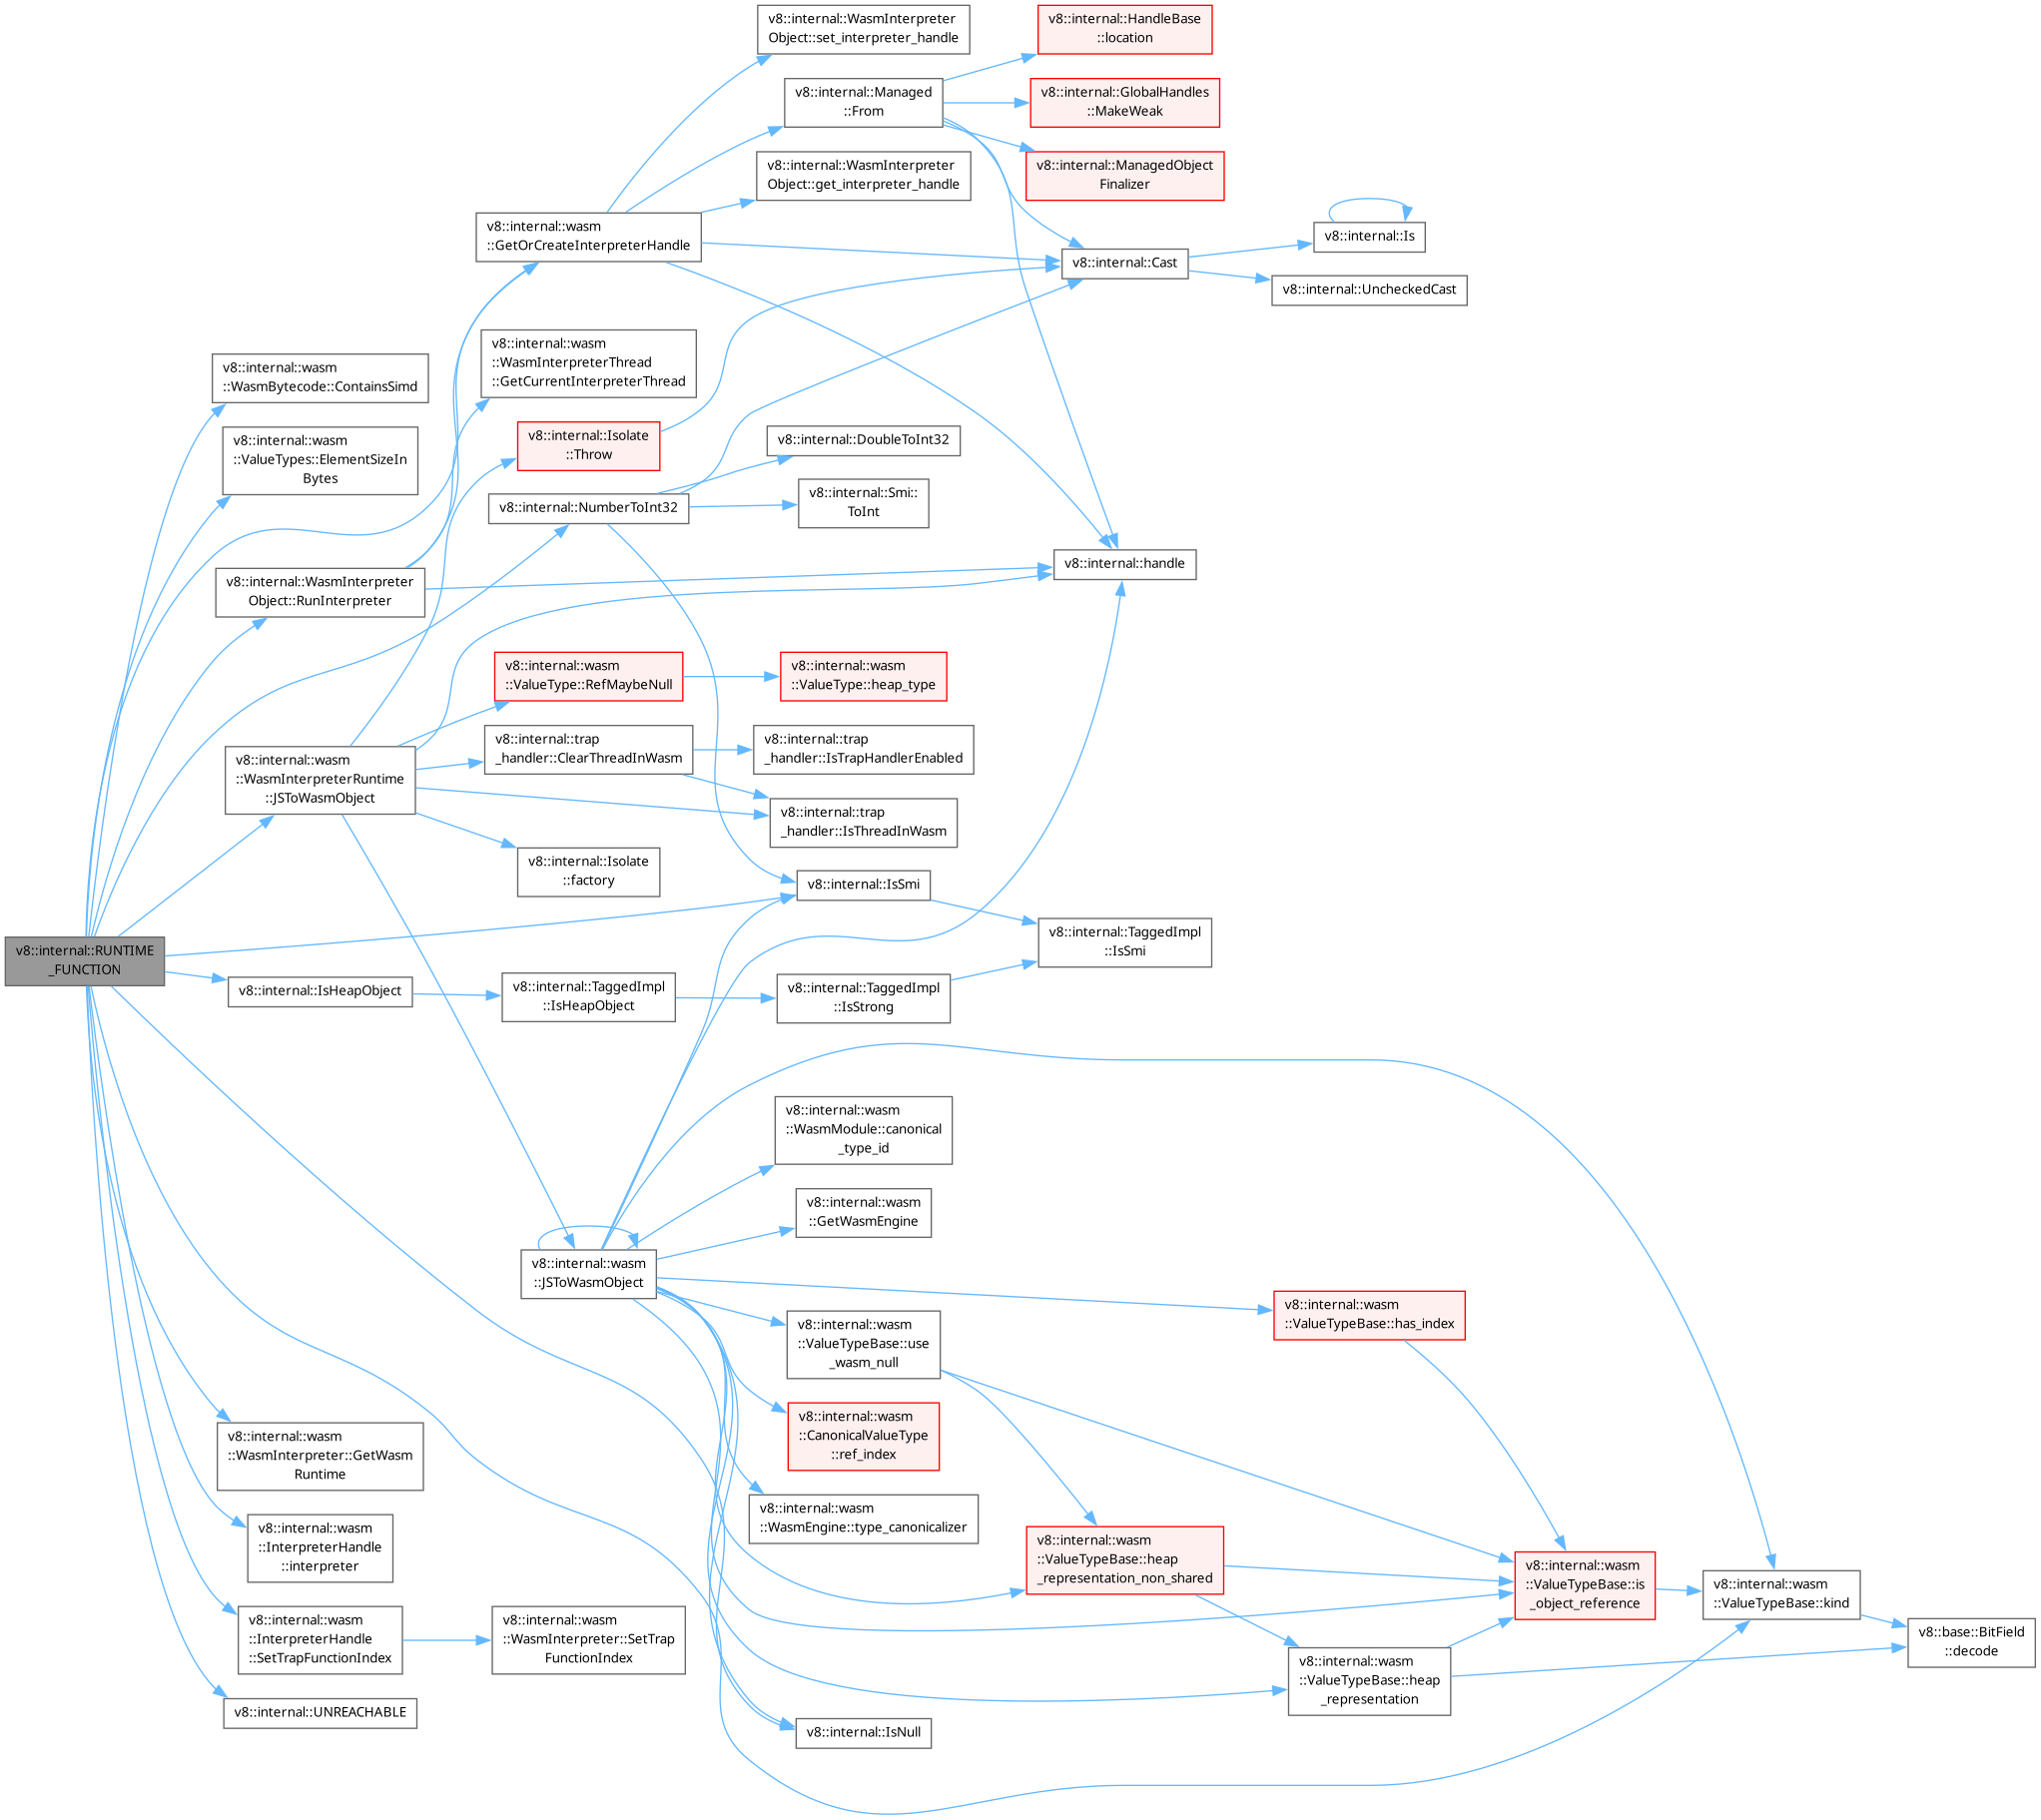 v8::internal::WasmInterpreter
Object::set_interpreter_handle
v8::internal::HandleBase
::location
v8::internal::Managed
::From
v8::internal::GlobalHandles
::MakeWeak
v8::internal::WasmInterpreter
Object::get_interpreter_handle
v8::internal::ManagedObject
Finalizer
v8::internal::wasm
::GetOrCreateInterpreterHandle
v8::internal::Cast
v8::internal::Is
v8::internal::UncheckedCast
v8::internal::wasm
::WasmInterpreterThread
::GetCurrentInterpreterThread
v8::internal::wasm
::WasmBytecode::ContainsSimd
v8::internal::wasm
::ValueTypes::ElementSizeIn
Bytes
v8::internal::Isolate
::Throw
v8::internal::DoubleToInt32
v8::internal::NumberToInt32
v8::internal::Smi::
ToInt
v8::internal::WasmInterpreter
Object::RunInterpreter
v8::internal::handle
v8::internal::wasm
::ValueType::RefMaybeNull
v8::internal::wasm
::ValueType::heap_type
v8::internal::wasm
::WasmInterpreterRuntime
::JSToWasmObject
v8::internal::trap
_handler::ClearThreadInWasm
v8::internal::trap
_handler::IsTrapHandlerEnabled
v8::internal::trap
_handler::IsThreadInWasm
v8::internal::Isolate
::factory
v8::internal::IsSmi
v8::internal::RUNTIME
_FUNCTION
v8::internal::TaggedImpl
::IsSmi
v8::internal::IsHeapObject
v8::internal::TaggedImpl
::IsHeapObject
v8::internal::TaggedImpl
::IsStrong
v8::internal::wasm
::WasmModule::canonical
_type_id
v8::internal::wasm
::GetWasmEngine
v8::internal::wasm
::JSToWasmObject
v8::internal::wasm
::ValueTypeBase::has_index
v8::internal::wasm
::ValueTypeBase::use
_wasm_null
v8::internal::wasm
::CanonicalValueType
::ref_index
v8::internal::wasm
::WasmInterpreter::GetWasm
Runtime
v8::internal::wasm
::WasmEngine::type_canonicalizer
v8::internal::wasm
::InterpreterHandle
::interpreter
v8::internal::wasm
::ValueTypeBase::heap
_representation_non_shared
v8::internal::wasm
::ValueTypeBase::is
_object_reference
v8::internal::wasm
::ValueTypeBase::kind
v8::internal::wasm
::InterpreterHandle
::SetTrapFunctionIndex
v8::internal::wasm
::WasmInterpreter::SetTrap
FunctionIndex
v8::base::BitField
::decode
v8::internal::wasm
::ValueTypeBase::heap
_representation
v8::internal::UNREACHABLE
v8::internal::IsNull